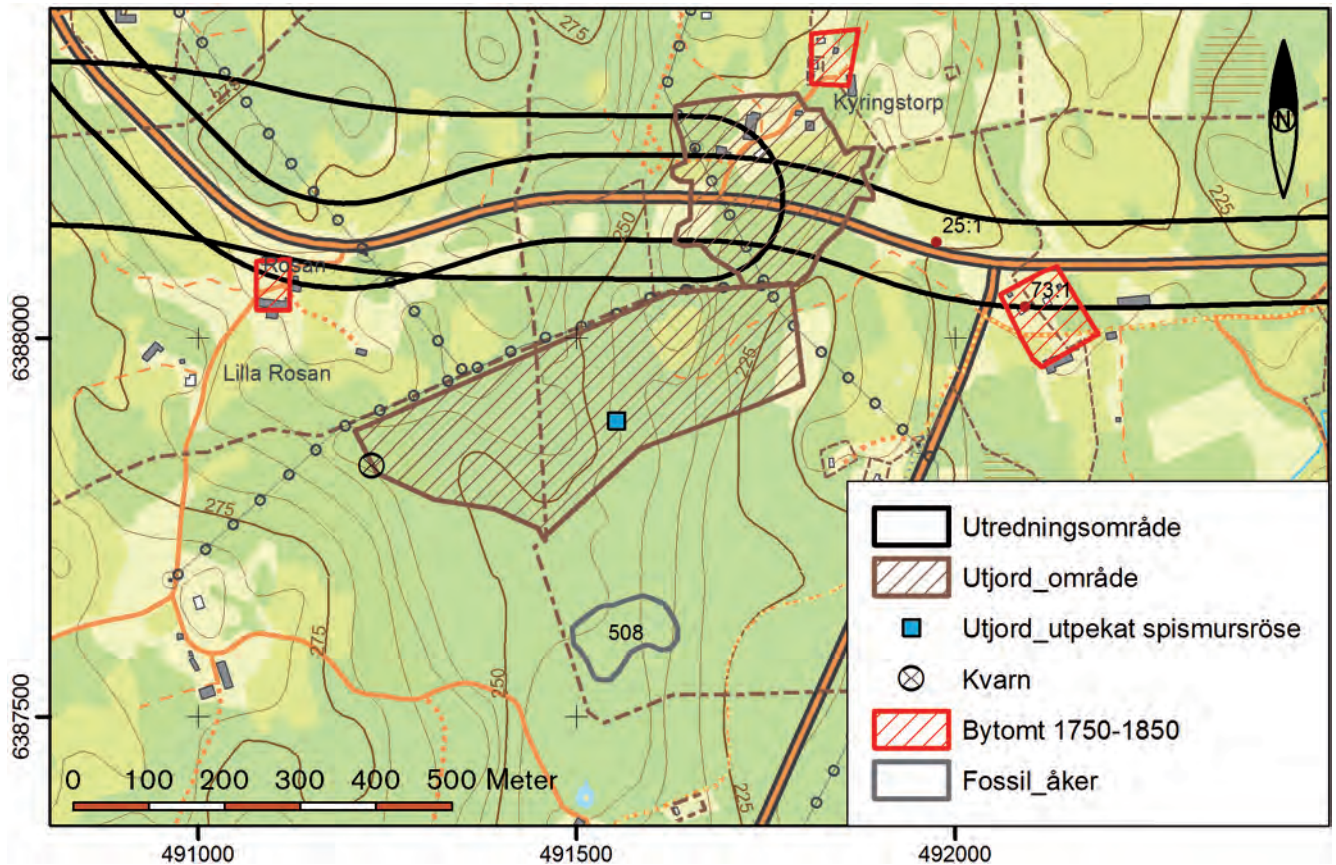 275
275
Kyringstorp
N
225
25:1
250
Rosan
73:1
6388000
Lilla Rosan
225
275
508
275
250
6387500
225
0 100 200 300 400 500 Meter
Utredningsområde
Utjord_område
Utjord_utpekat spismursröse
Kvarn
Bytomt 1750-1850
Fossil_åker
491000 491500 492000